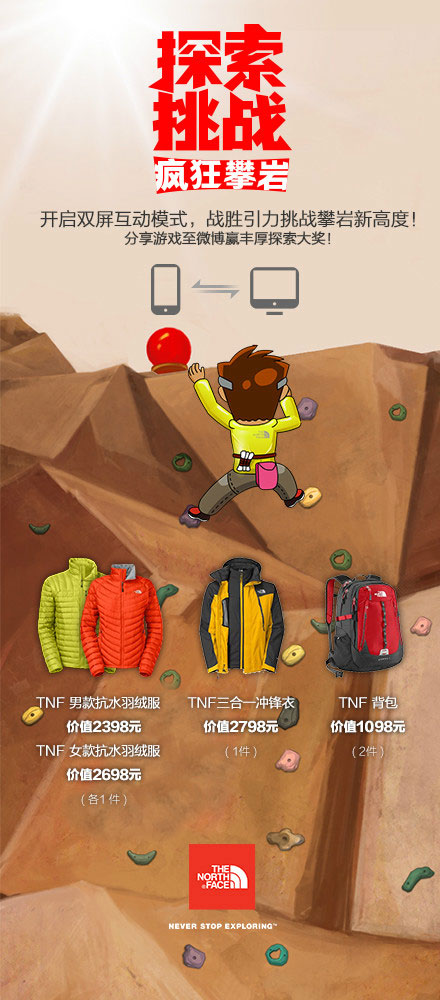 探索
挑战
疯狂攀岩
开启双屏互动模式，战胜引力挑战攀岩新高度！
分享游戏至微博赢丰厚探索大奖！
TNF 男款抗水羽绒服
价值2398元
TNF 女款抗水羽绒服
价值2698元
（各1件）
TNF三合一冲锋衣
价值2798元
（1件）
TNF 背包
价值1098元
（2件）
THE
NORTH
FACE
NEVER STOP EXPLORING™